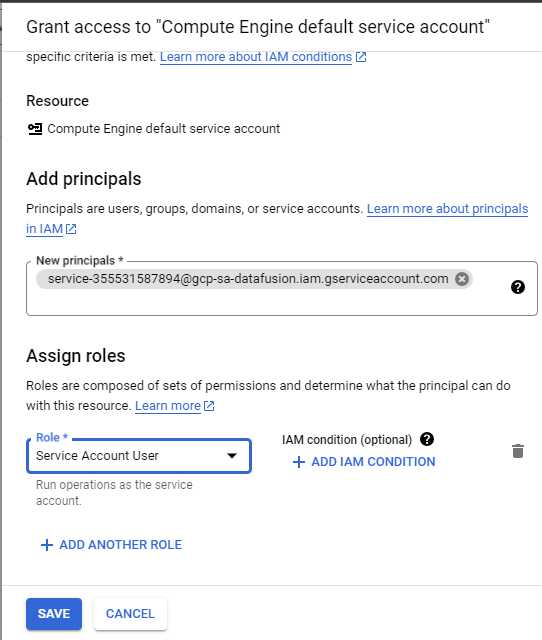 Grant access to "Compute Engine default service account"
specific criteria is met. Learn more about IAM conditions
Resource
Compute Engine default service account
Add principals
Principals are users, groups, domains, or service accounts. Learn more about principals
in IAM
New principals *
service-355531587894@gcp-sa-datafusion.iam.gserviceaccount.com
Assign roles
Roles are composed of sets of permissions and determine what the principal can do
with this resource. Learn more
Role *
Service Account User
IAM condition (optional)
+ ADD IAM CONDITION
Run operations as the service
account.
+ ADD ANOTHER ROLE
SAVE
CANCEL